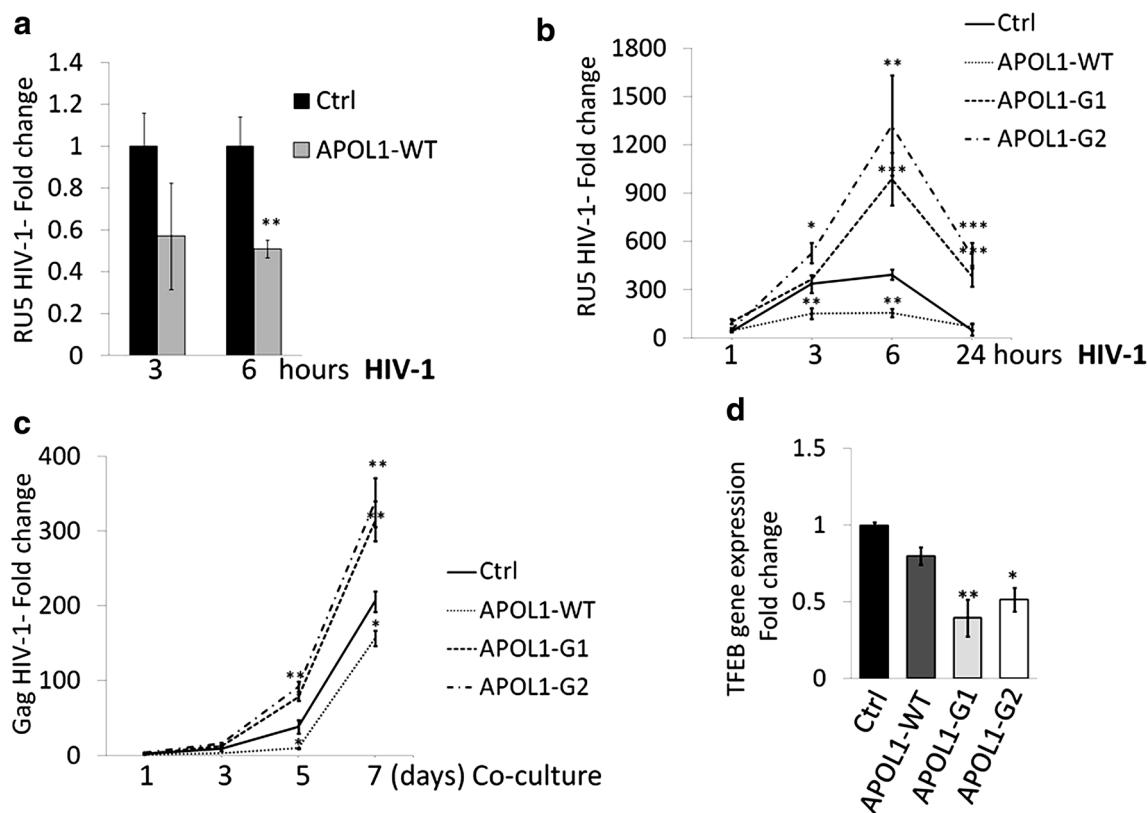 a
RU5 HIV-1- Fold change
1.4
1.2
1
0.8
0.6
0.4
0.2
0
Ctrl
APOL1-WT
**
3 6 hours HIV-1
b
RU5 HIV-1- Fold change
1800
1500
1200
900
600
300
0
Ctrl
APOL1-WT
APOL1-G1
APOL1-G2
**
***
*
***
***
**
**
1 3 6 24 hours HIV-1
c
Gag HIV-1- Fold change
400
300
200
100
0
**
**
*
**
*
Ctrl
APOL1-WT
APOL1-G1
APOL1-G2
1 3 5 7 (days) Co-culture
d
TFEB gene expression
Fold change
1.5
1
0.5
0
**
*
Ctrl
APOL1-WT
APOL1-G1
APOL1-G2